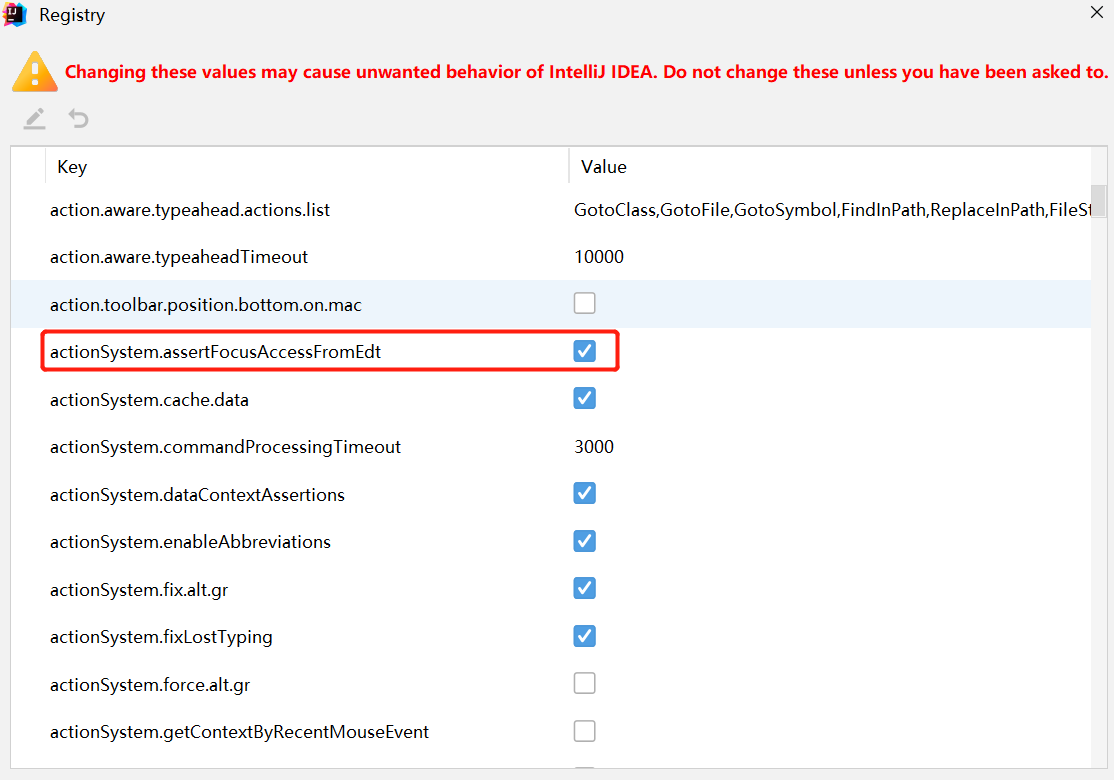 Registry
Changing these values may cause unwanted behavior of IntelliJ IDEA. Do not change these unless you have been asked to.
Key Value
action.aware.typeahead.actions.list GotoClass,GotoFile,GotoSymbol,FindInPath,ReplaceInPath,FileSt
action.aware.typeaheadTimeout 10000
action.toolbar.position.bottom.on.mac
actionSystem.assertFocusAccessFromEdt
actionSystem.cache.data
actionSystem.commandProcessingTimeout 3000
actionSystem.dataContextAssertions
actionSystem.enableAbbreviations
actionSystem.fix.alt.gr
actionSystem.fixLostTyping
actionSystem.force.alt.gr
actionSystem.getContextByRecentMouseEvent